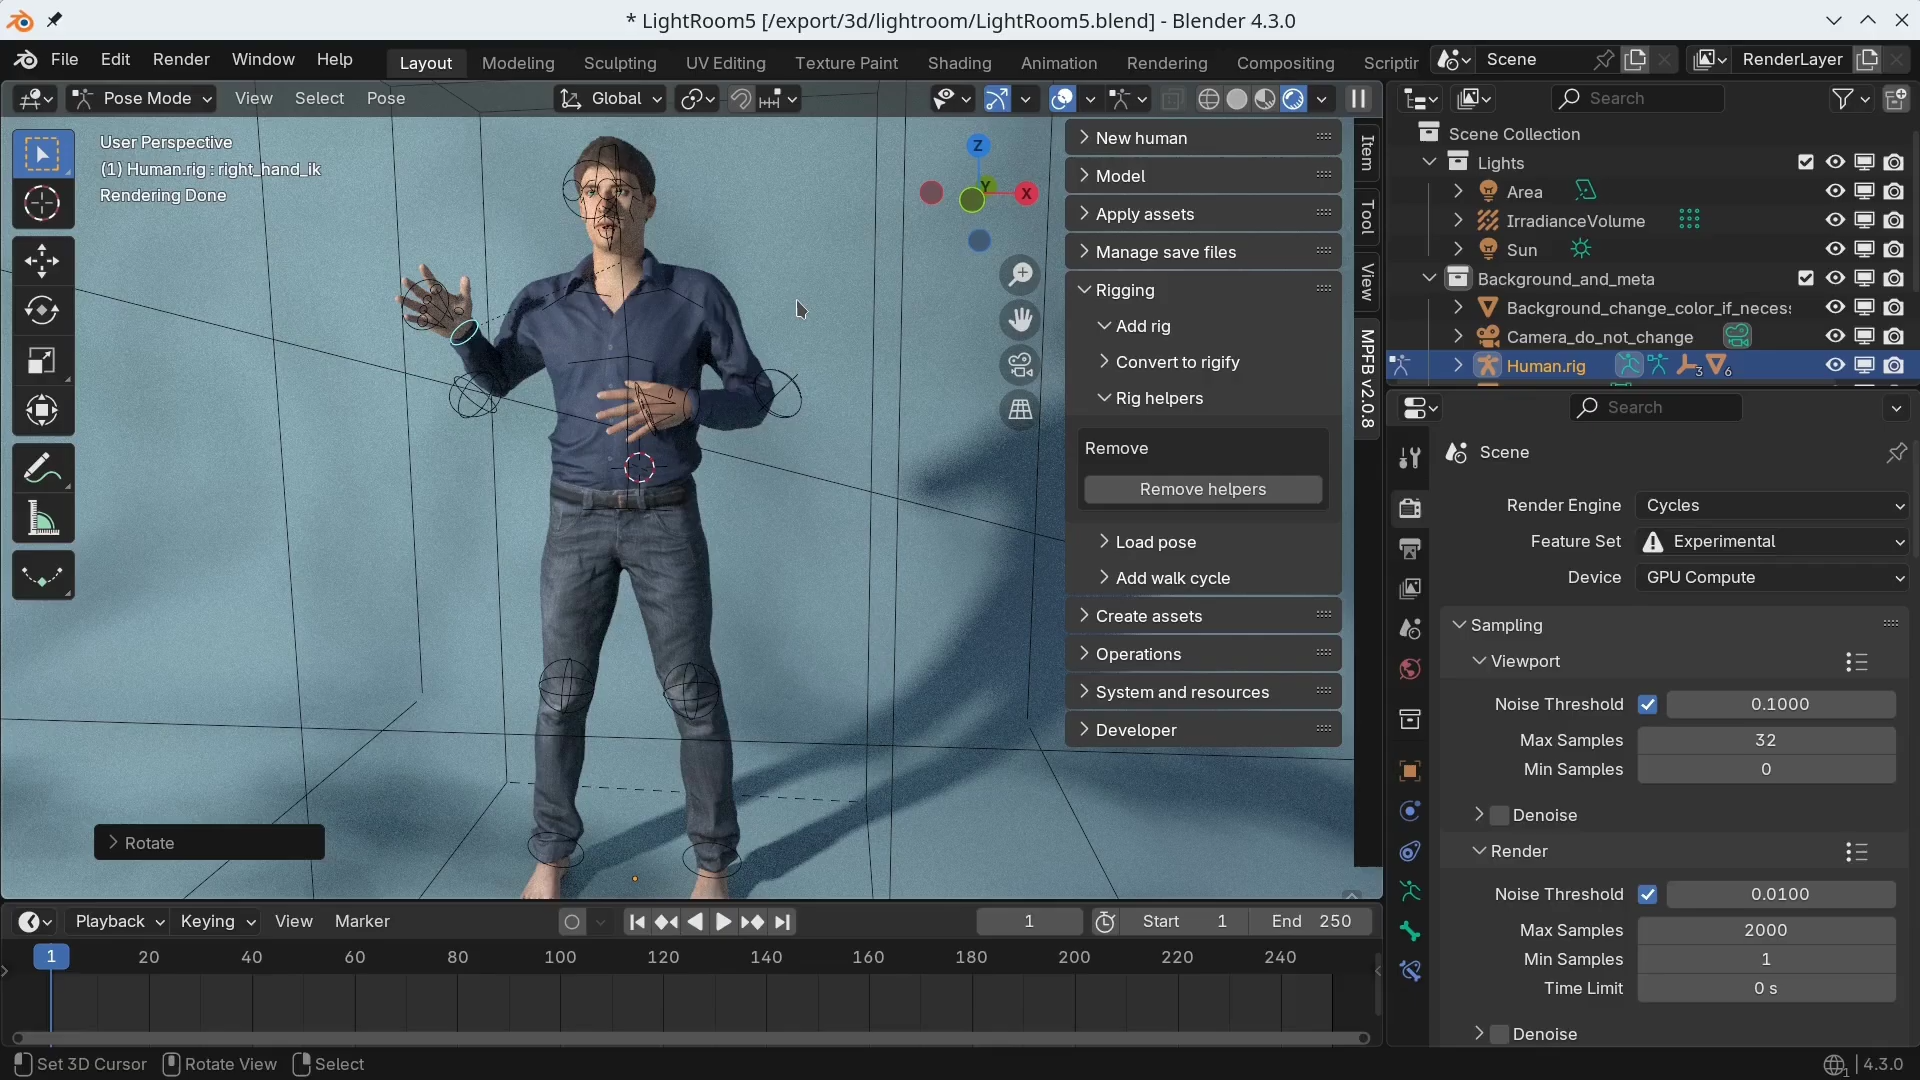 * LightRoom5 [/export/3d/lightroom/LightRoom5.blend] - Blender 4.3.0
File Edit Render Window Help Layout Modeling Sculpting UV Editing Texture Paint Shading Animation Rendering Compositing Scriptin Scene RenderLayer
Pose Mode View Select Pose Global
Search
User Perspective
(1) Human.rig : right_hand_ik
Rendering Done
Z
Y
X
New human
Model
Apply assets
Manage save files
Rigging
Add rig
Convert to rigify
Rig helpers
Remove
Remove helpers
Load pose
Add walk cycle
Create assets
Operations
System and resources
Developer
Item
Tool
View
MPFB v2.0.8
Rotate
Scene Collection
Lights
Area
IrradianceVolume
Sun
Background_and_meta
Background_change_color_if_necess
Camera_do_not_change
Human.rig 3 6
Search
Scene
Render Engine Cycles
Feature Set Experimental
Device GPU Compute
Sampling
Viewport
Noise Threshold 0.1000
Max Samples 32
Min Samples 0
Denoise
Render
Noise Threshold 0.0100
Max Samples 2000
Min Samples 1
Time Limit 0 s
Denoise
Playback Keying View Marker 1 Start 1 End 250
1 20 40 60 80 100 120 140 160 180 200 220 240
Set 3D Cursor Rotate View Select 1 4.3.0